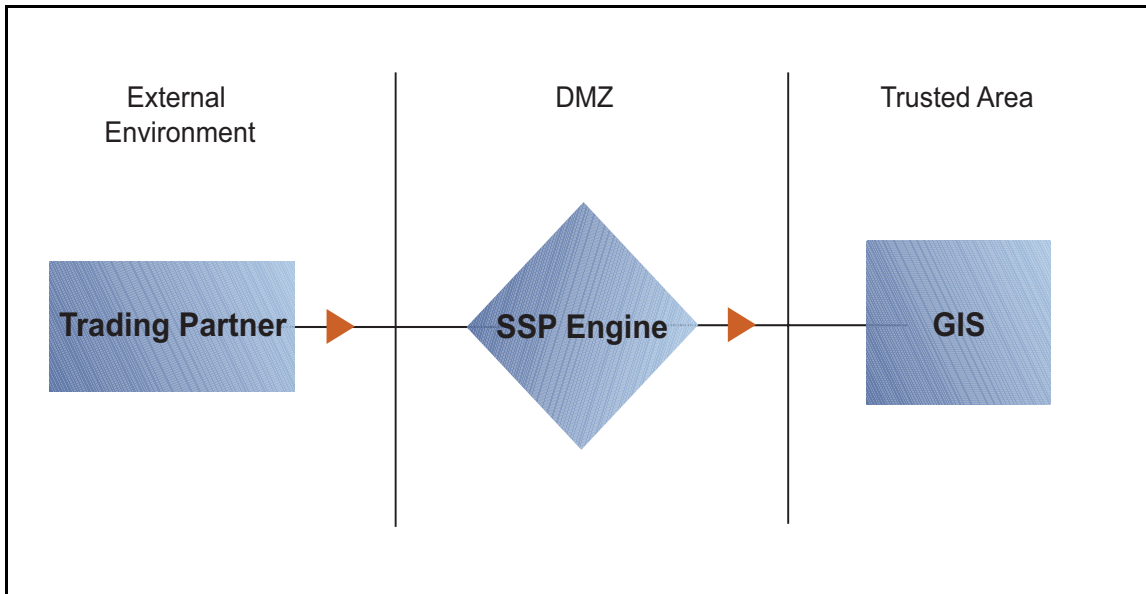 External
Environment
DMZ
Trusted Area
Trading Partner
SSP Engine
GIS